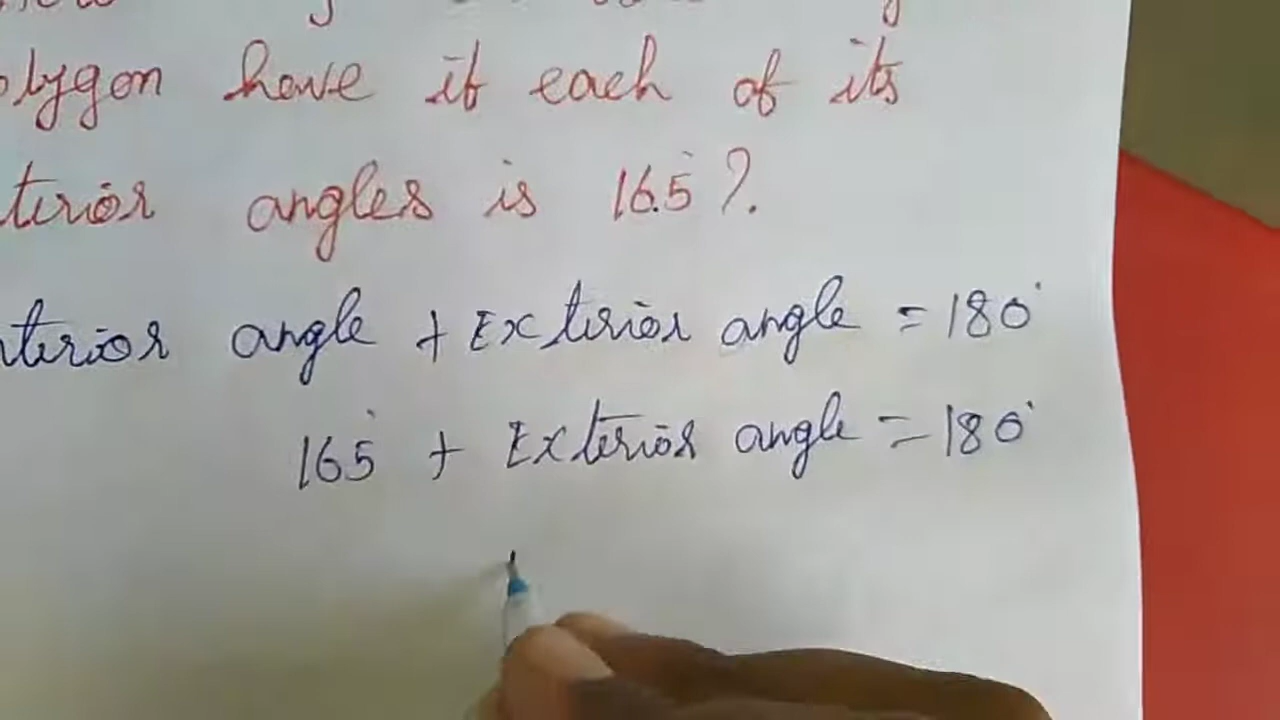 olygon have if each of its
terior angles is 165°?
nterior angle + Exterior angle = 180°
165° + Exterior angle = 180°